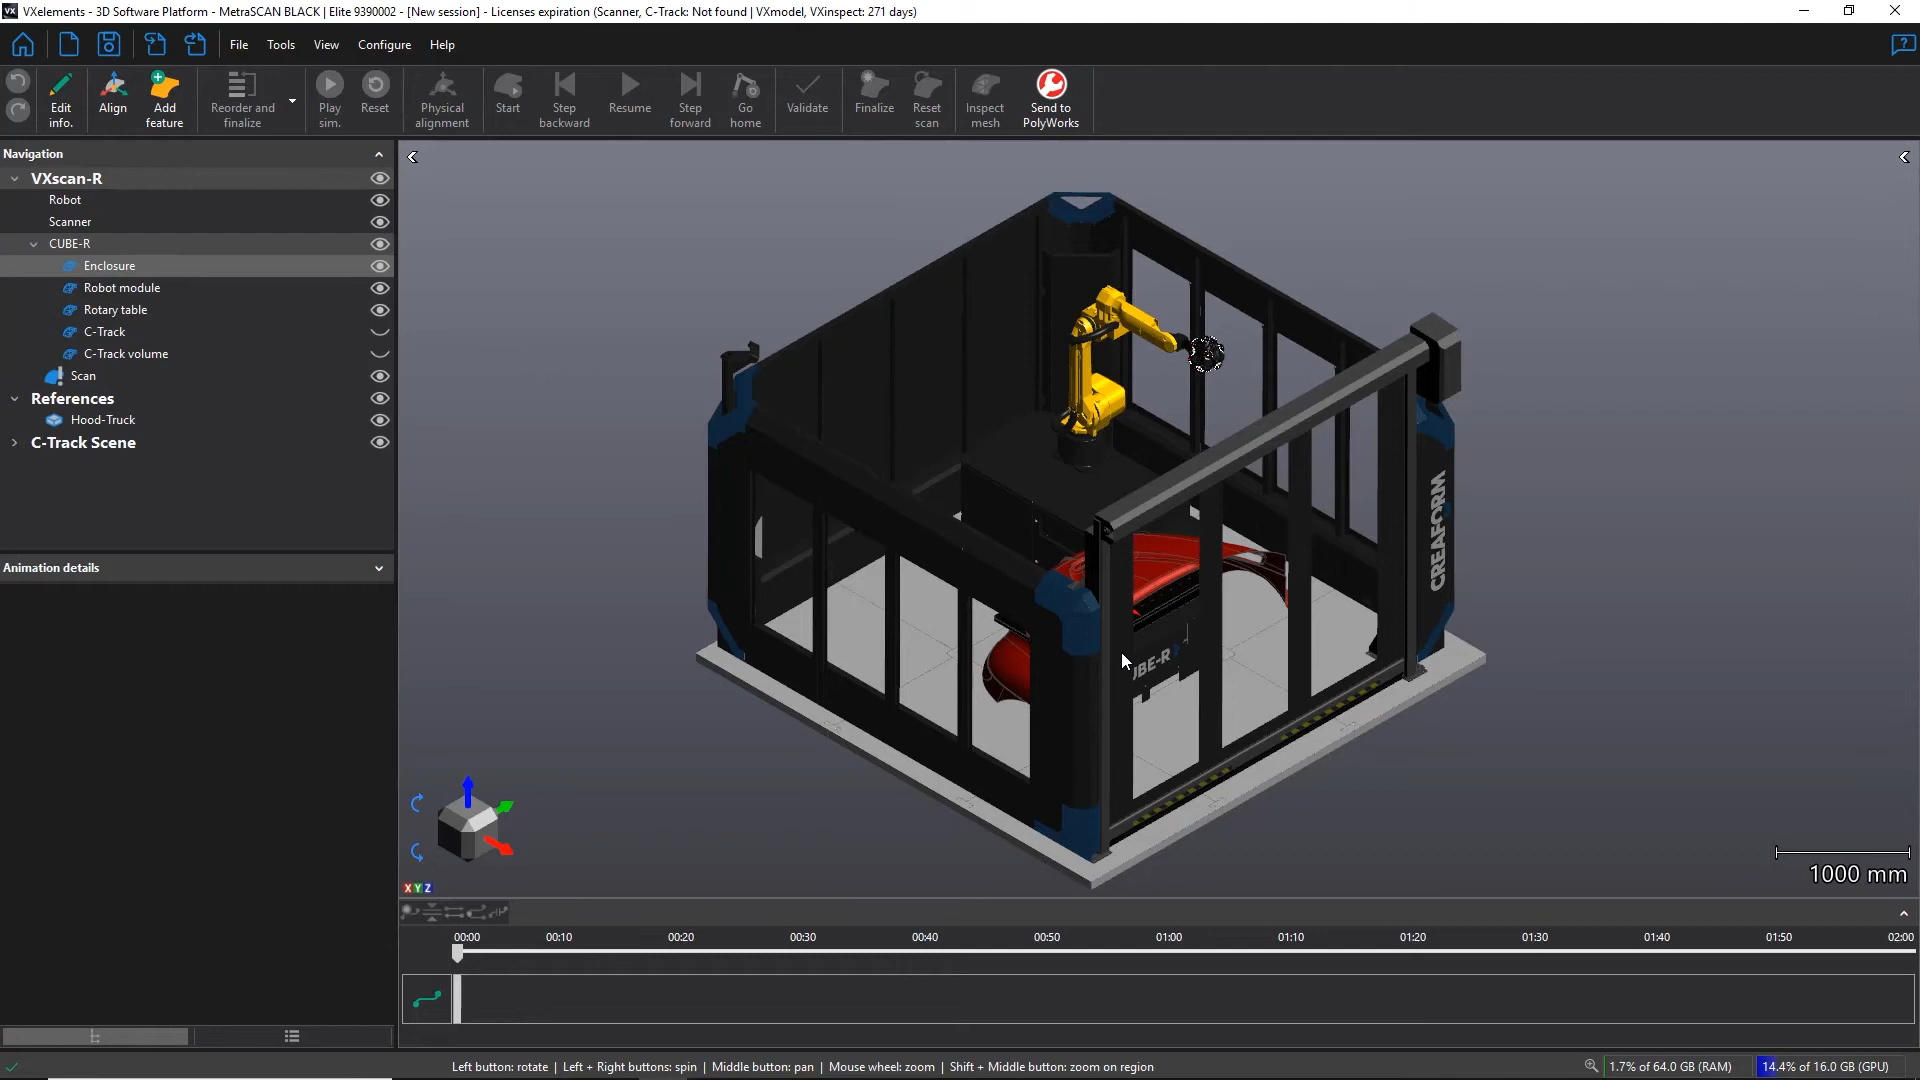 VXelements - 3D Software Platform - MetraSCAN BLACK | Elite 9390002 - [New session] - Licenses expiration (Scanner, C-Track: Not found | VXmodel, VXinspect: 271 days)
File Tools View Configure Help
Edit info.
Align
Add feature
Reorder and finalize
Play sim.
Reset
Physical alignment
Start
Step backward
Resume
Step forward
Go home
Validate
Finalize
Reset scan
Inspect mesh
Send to PolyWorks
Navigation
VXscan-R
Robot
Scanner
CUBE-R
Enclosure
Robot module
Rotary table
C-Track
C-Track volume
Scan
References
Hood-Truck
C-Track Scene
Animation details
CREAFORM
UBE-R
X Y Z
1000 mm
00:00 00:10 00:20 00:30 00:40 00:50 01:00 01:10 01:20 01:30 01:40 01:50 02:00
Left button: rotate | Left + Right buttons: spin | Middle button: pan | Mouse wheel: zoom | Shift + Middle button: zoom on region
1.7% of 64.0 GB (RAM)
14.4% of 16.0 GB (GPU)